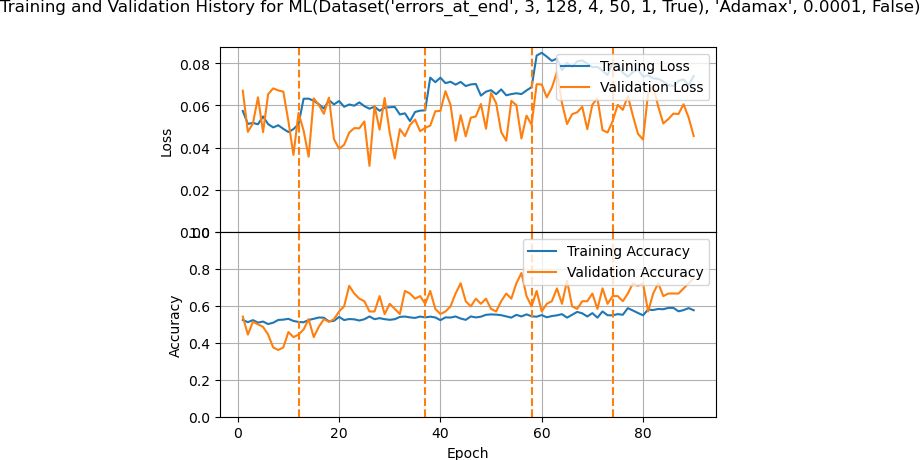 Training and Validation History for ML(Dataset('errors_at_end', 3, 128, 4, 50, 1, True), 'Adamax', 0.0001, False)
0.08
0.06
0.04
0.02
0.00
Loss
Training Loss
Validation Loss
1.0
0.8
0.6
0.4
0.2
0.0
Accuracy
Training Accuracy
Validation Accuracy
0 20 40 60 80
Epoch